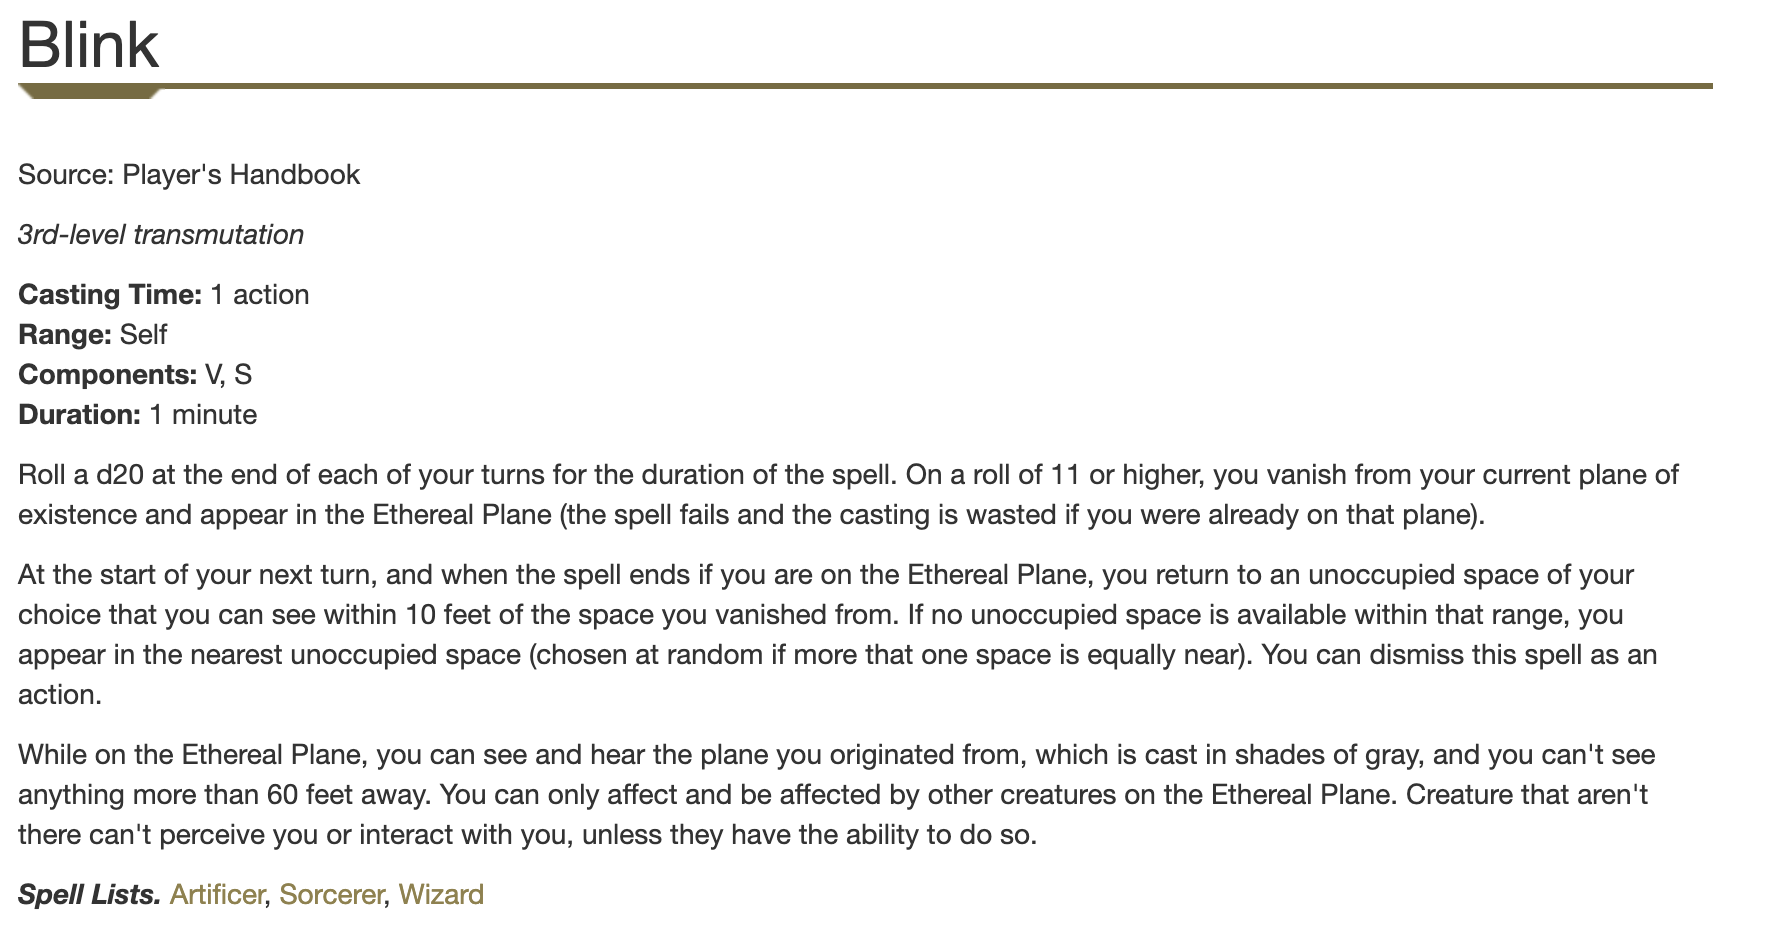 Blink
Source: Player's Handbook
3rd-level transmutation
Casting Time: 1 action
Range: Self
Components: V, S
Duration: 1 minute
Roll a d20 at the end of each of your turns for the duration of the spell. On a roll of 11 or higher, you vanish from your current plane of
existence and appear in the Ethereal Plane (the spell fails and the casting is wasted if you were already on that plane).
At the start of your next turn, and when the spell ends if you are on the Ethereal Plane, you return to an unoccupied space of your
choice that you can see within 10 feet of the space you vanished from. If no unoccupied space is available within that range, you
appear in the nearest unoccupied space (chosen at random if more that one space is equally near). You can dismiss this spell as an
action.
While on the Ethereal Plane, you can see and hear the plane you originated from, which is cast in shades of gray, and you can't see
anything more than 60 feet away. You can only affect and be affected by other creatures on the Ethereal Plane. Creature that aren't
there can't perceive you or interact with you, unless they have the ability to do so.
Spell Lists. Artificer, Sorcerer, Wizard